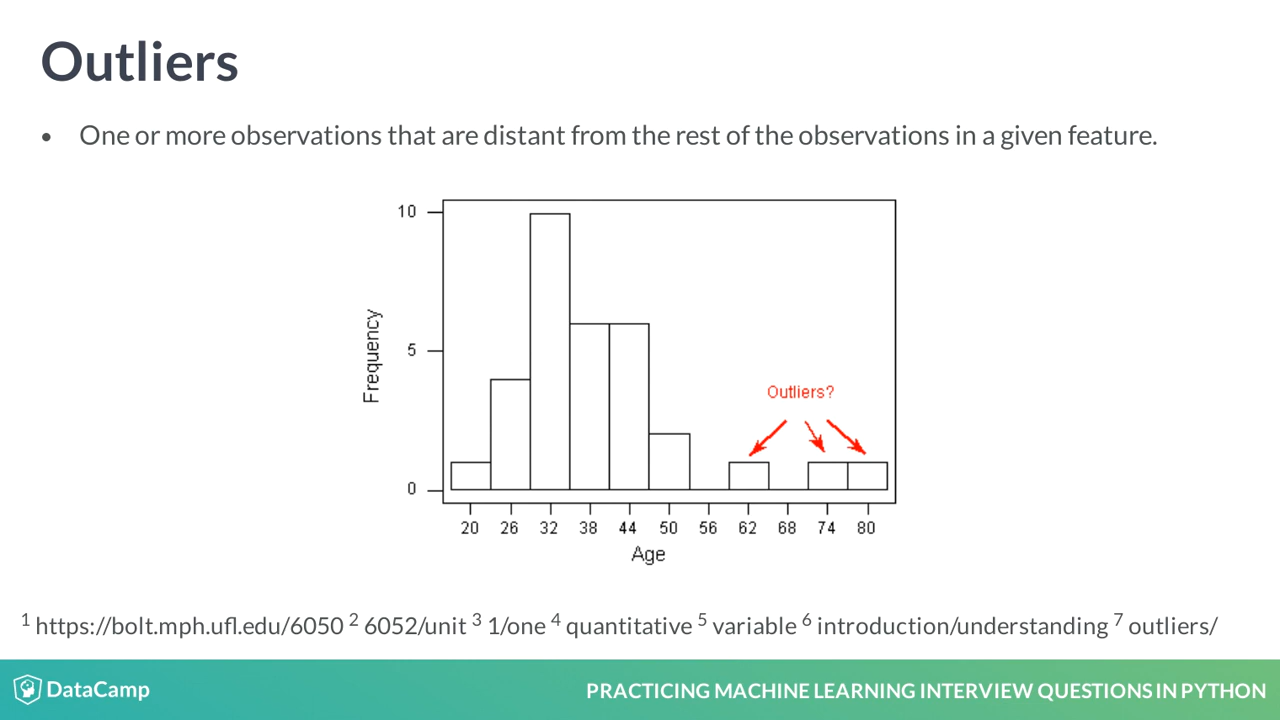 Outliers
• One or more observations that are distant from the rest of the observations in a given feature.
10
5
0
Frequency
Outliers?
20 26 32 38 44 50 56 62 68 74 80
Age
1 https://bolt.mph.ufl.edu/6050 2 6052/unit 3 1/one 4 quantitative 5 variable 6 introduction/understanding 7 outliers/
DataCamp
PRACTICING MACHINE LEARNING INTERVIEW QUESTIONS IN PYTHON